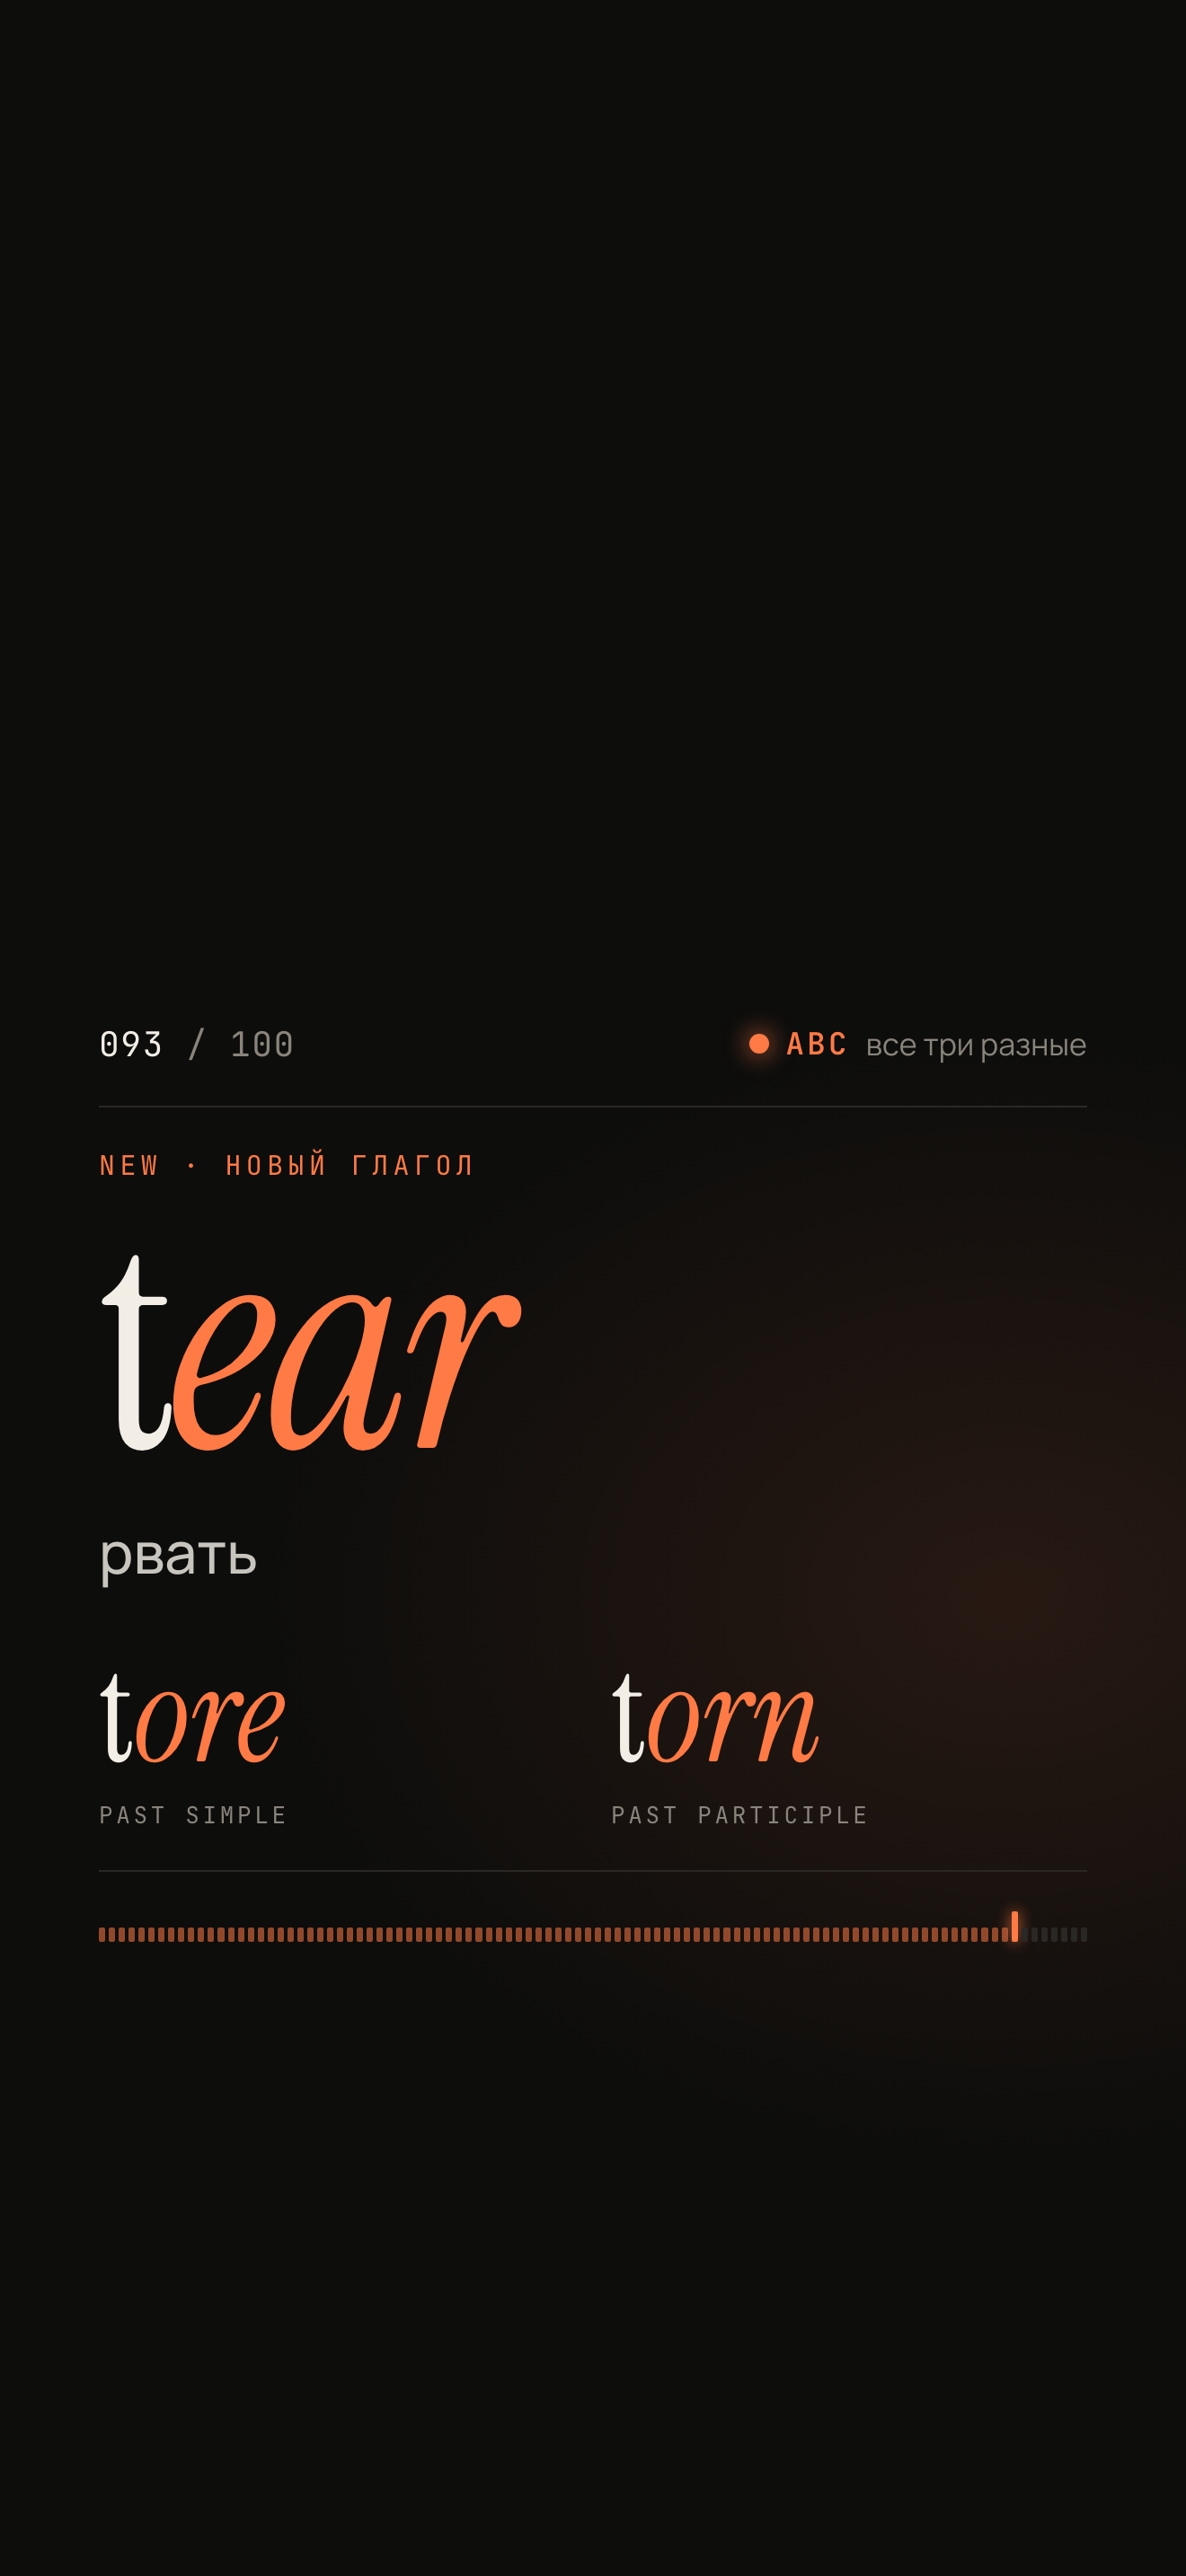 093 / 100
ABC все три разные
NEW · НОВЫЙ ГЛАГОЛ
tear
рвать
tore torn
PAST SIMPLE PAST PARTICIPLE